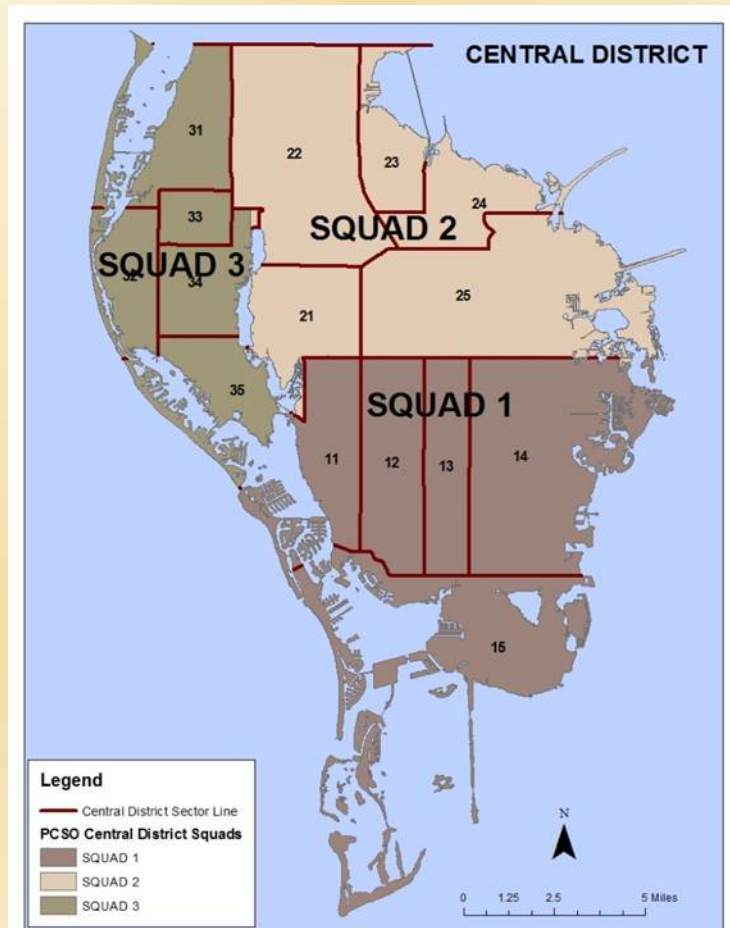 CENTRAL DISTRICT
31
22
23
33
24
SQUAD 2
SQUAD 3
32
34
25
21
35
SQUAD 1
11
12
13
14
15
Legend
Central District Sector Line
PCSO Central District Squads
SQUAD 1
SQUAD 2
SQUAD 3
N
0 1.25 2.5 5 Miles